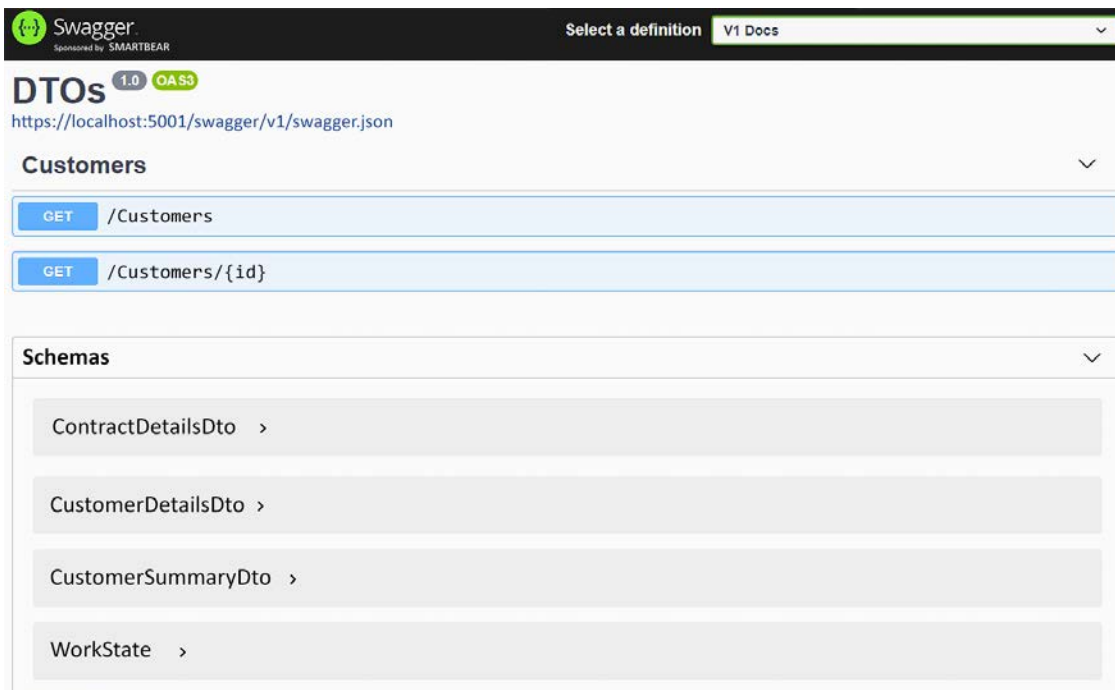 Swagger.
Sponsored by SMARTBEAR
Select a definition V1 Docs
DTOs 1.0 OAS3
https://localhost:5001/swagger/v1/swagger.json
Customers
GET /Customers
GET /Customers/{id}
Schemas
ContractDetailsDto
CustomerDetailsDto
CustomerSummaryDto
WorkState